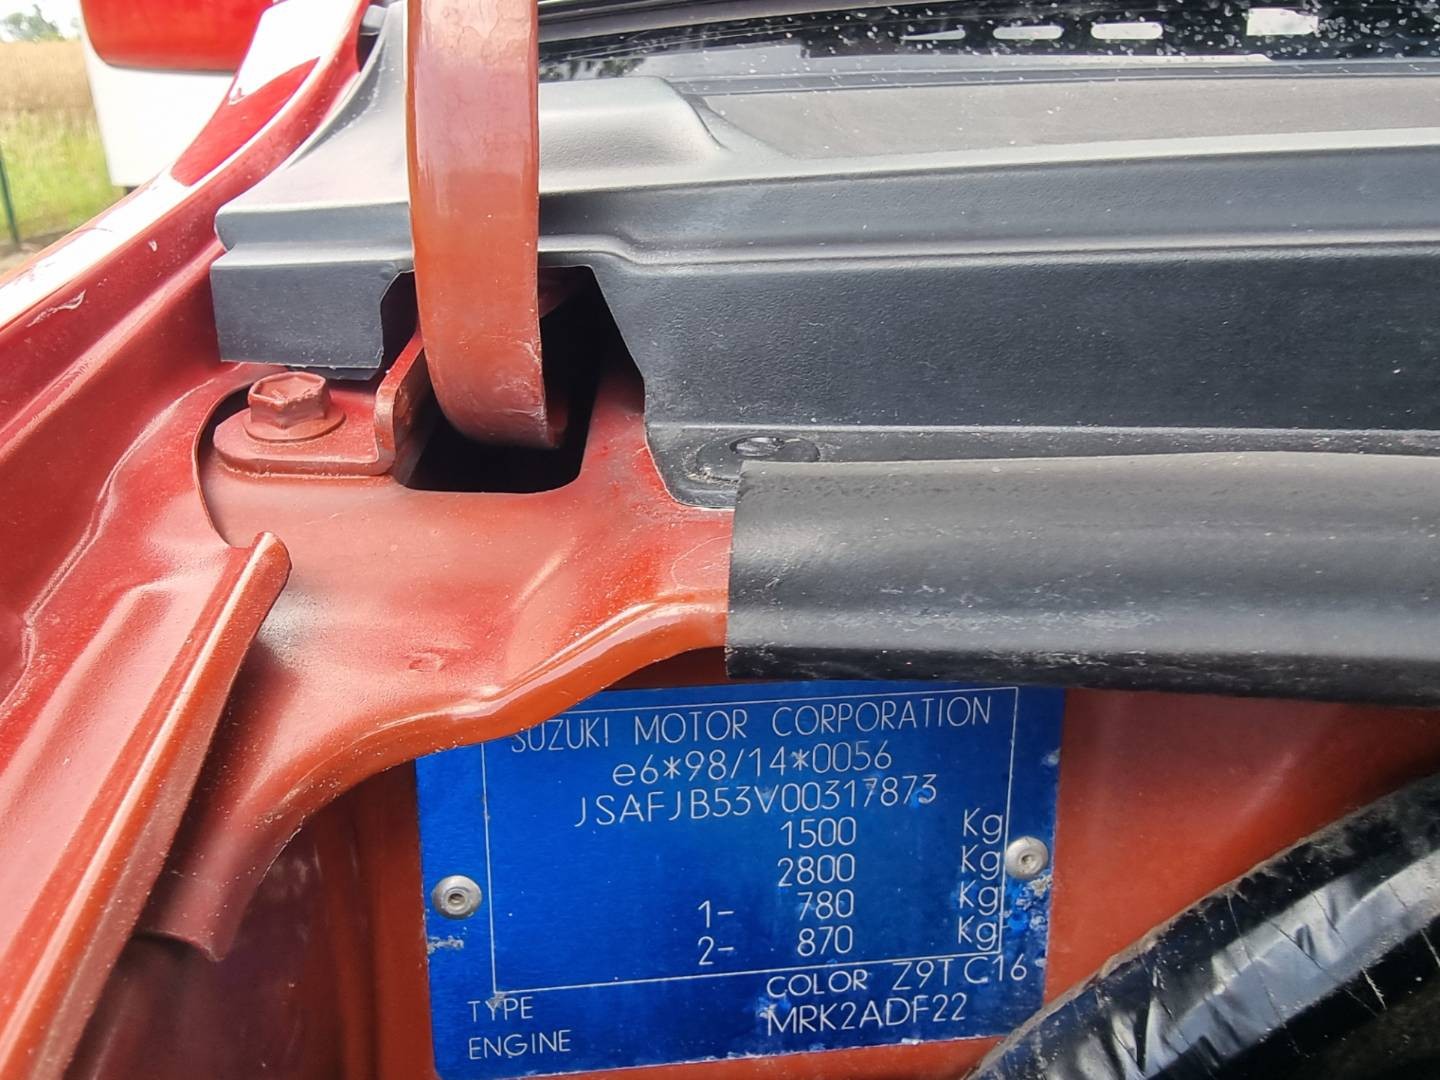 SUZUKI MOTOR CORPORATION
e6*98/14*0056
JSAFJB53V00317873
1500 Kg
2800 Kg
1- 780 Kg
2- 870 Kg
COLOR Z9T C16
TYPE MRK2ADF22
ENGINE